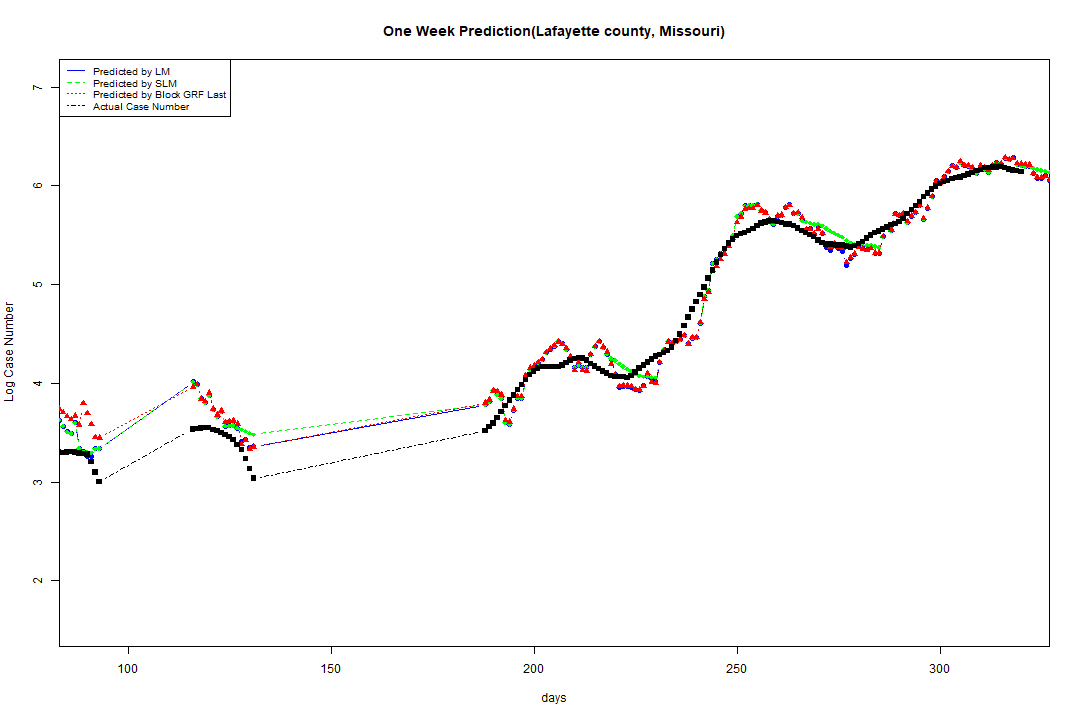 One Week Prediction(Lafayette county, Missouri)
Predicted by LM
Predicted by SLM
Predicted by Block GRF Last
Actual Case Number
7
6
5
4
3
2
Log Case Number
100 150 200 250 300
days